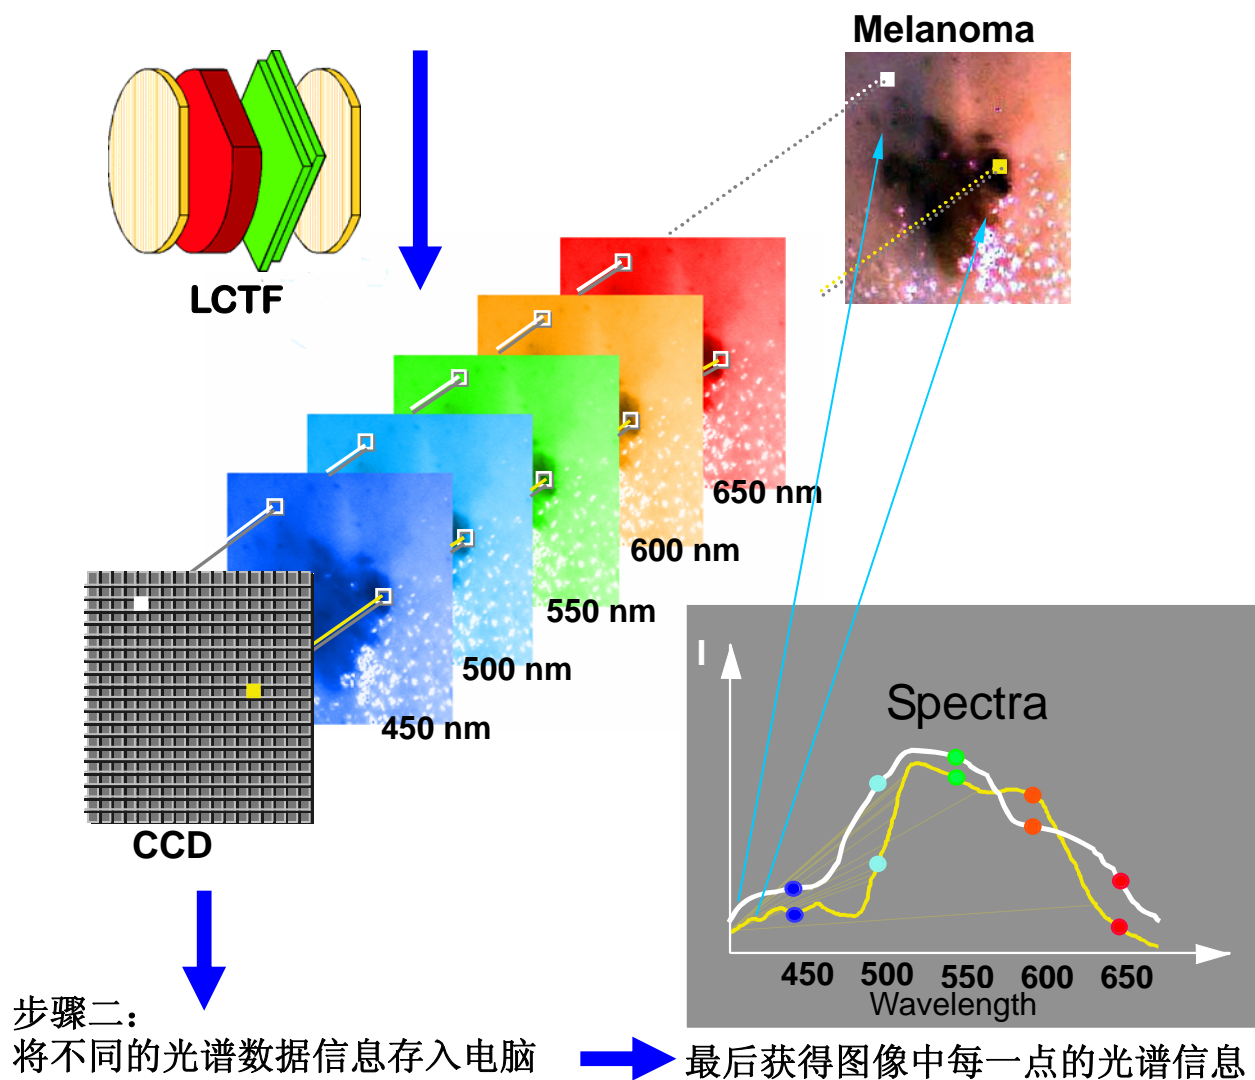 Melanoma
LCTF
650 nm
600 nm
550 nm
500 nm
450 nm
CCD
I
Spectra
450 500 550 600 650
Wavelength
步骤二：
将不同的光谱数据信息存入电脑
最后获得图像中每一点的光谱信息